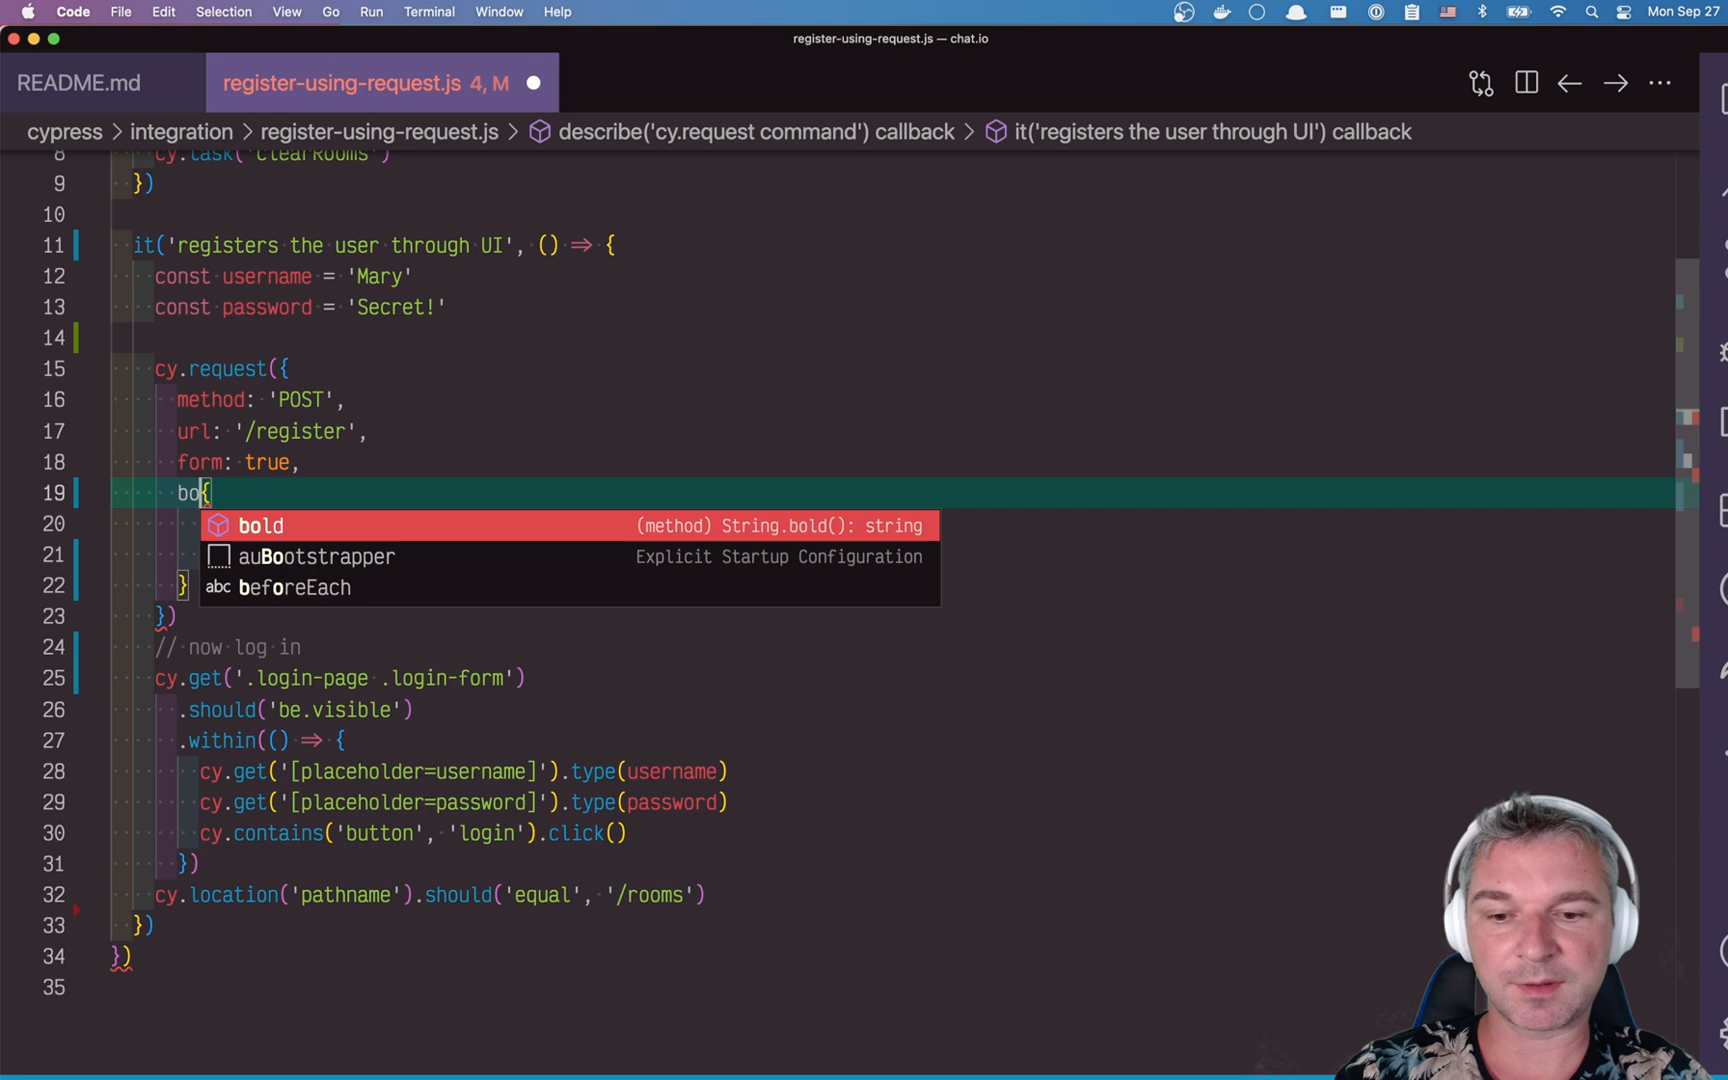 Code File Edit Selection View Go Run Terminal Window Help Mon Sep 27
register-using-request.js — chat.io
README.md register-using-request.js 4, M
cypress > integration > register-using-request.js > describe('cy.request command') callback > it('registers the user through UI') callback
8 cy.task('clearRooms')
9 })
10
11 it('registers the user through UI', () => {
12 const username = 'Mary'
13 const password = 'Secret!'
14
15 cy.request({
16 method: 'POST',
17 url: '/register',
18 form: true,
19 bo{
20 bold (method) String.bold(): string
21 auBootstrapper Explicit Startup Configuration
22 } abc beforeEach
23 })
24 // now log in
25 cy.get('.login-page .login-form')
26 .should('be.visible')
27 .within(() => {
28 cy.get('[placeholder=username]').type(username)
29 cy.get('[placeholder=password]').type(password)
30 cy.contains('button', 'login').click()
31 })
32 cy.location('pathname').should('equal', '/rooms')
33 })
34 })
35